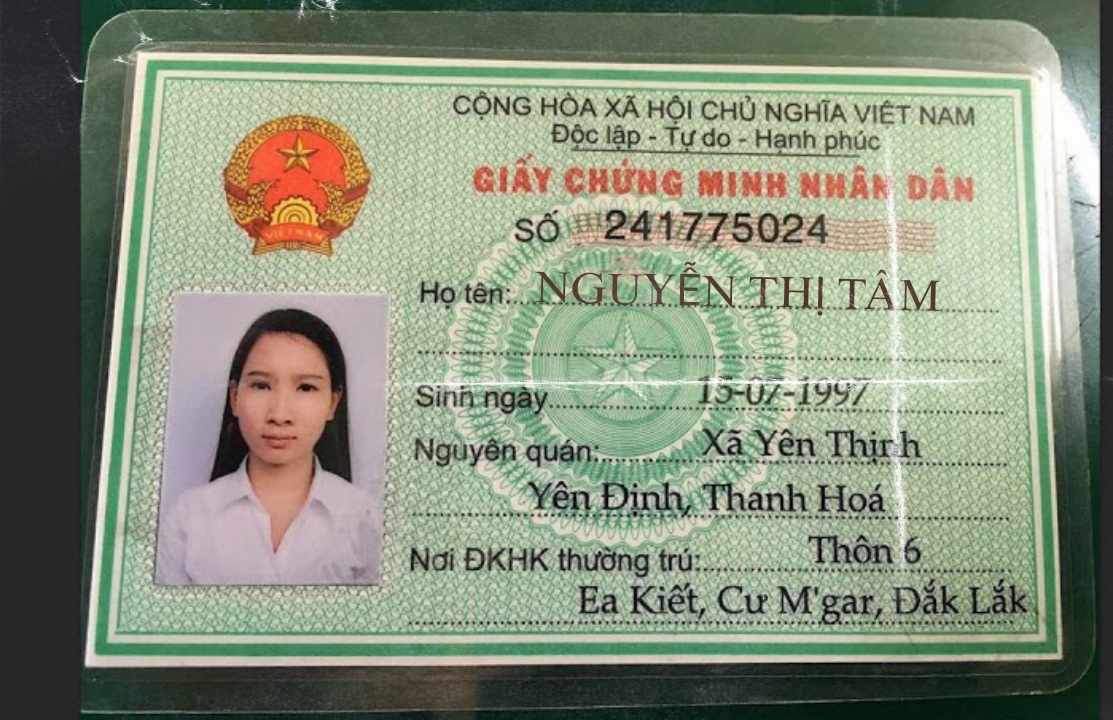 CỘNG HÒA XÃ HỘI CHỦ NGHĨA VIỆT NAM
Độc lập - Tự do - Hạnh phúc
GIẤY CHỨNG MINH NHÂN DÂN
SỐ 241775024
VIỆT NAM
Họ tên: NGUYỄN THỊ TÂM
Sinh ngày 15-07-1997
Nguyên quán: Xã Yên Thịnh
Yên Định, Thanh Hoá
Nơi ĐKHK thường trú: Thôn 6
Ea Kiết, Cư M'gar, Đắk Lắk